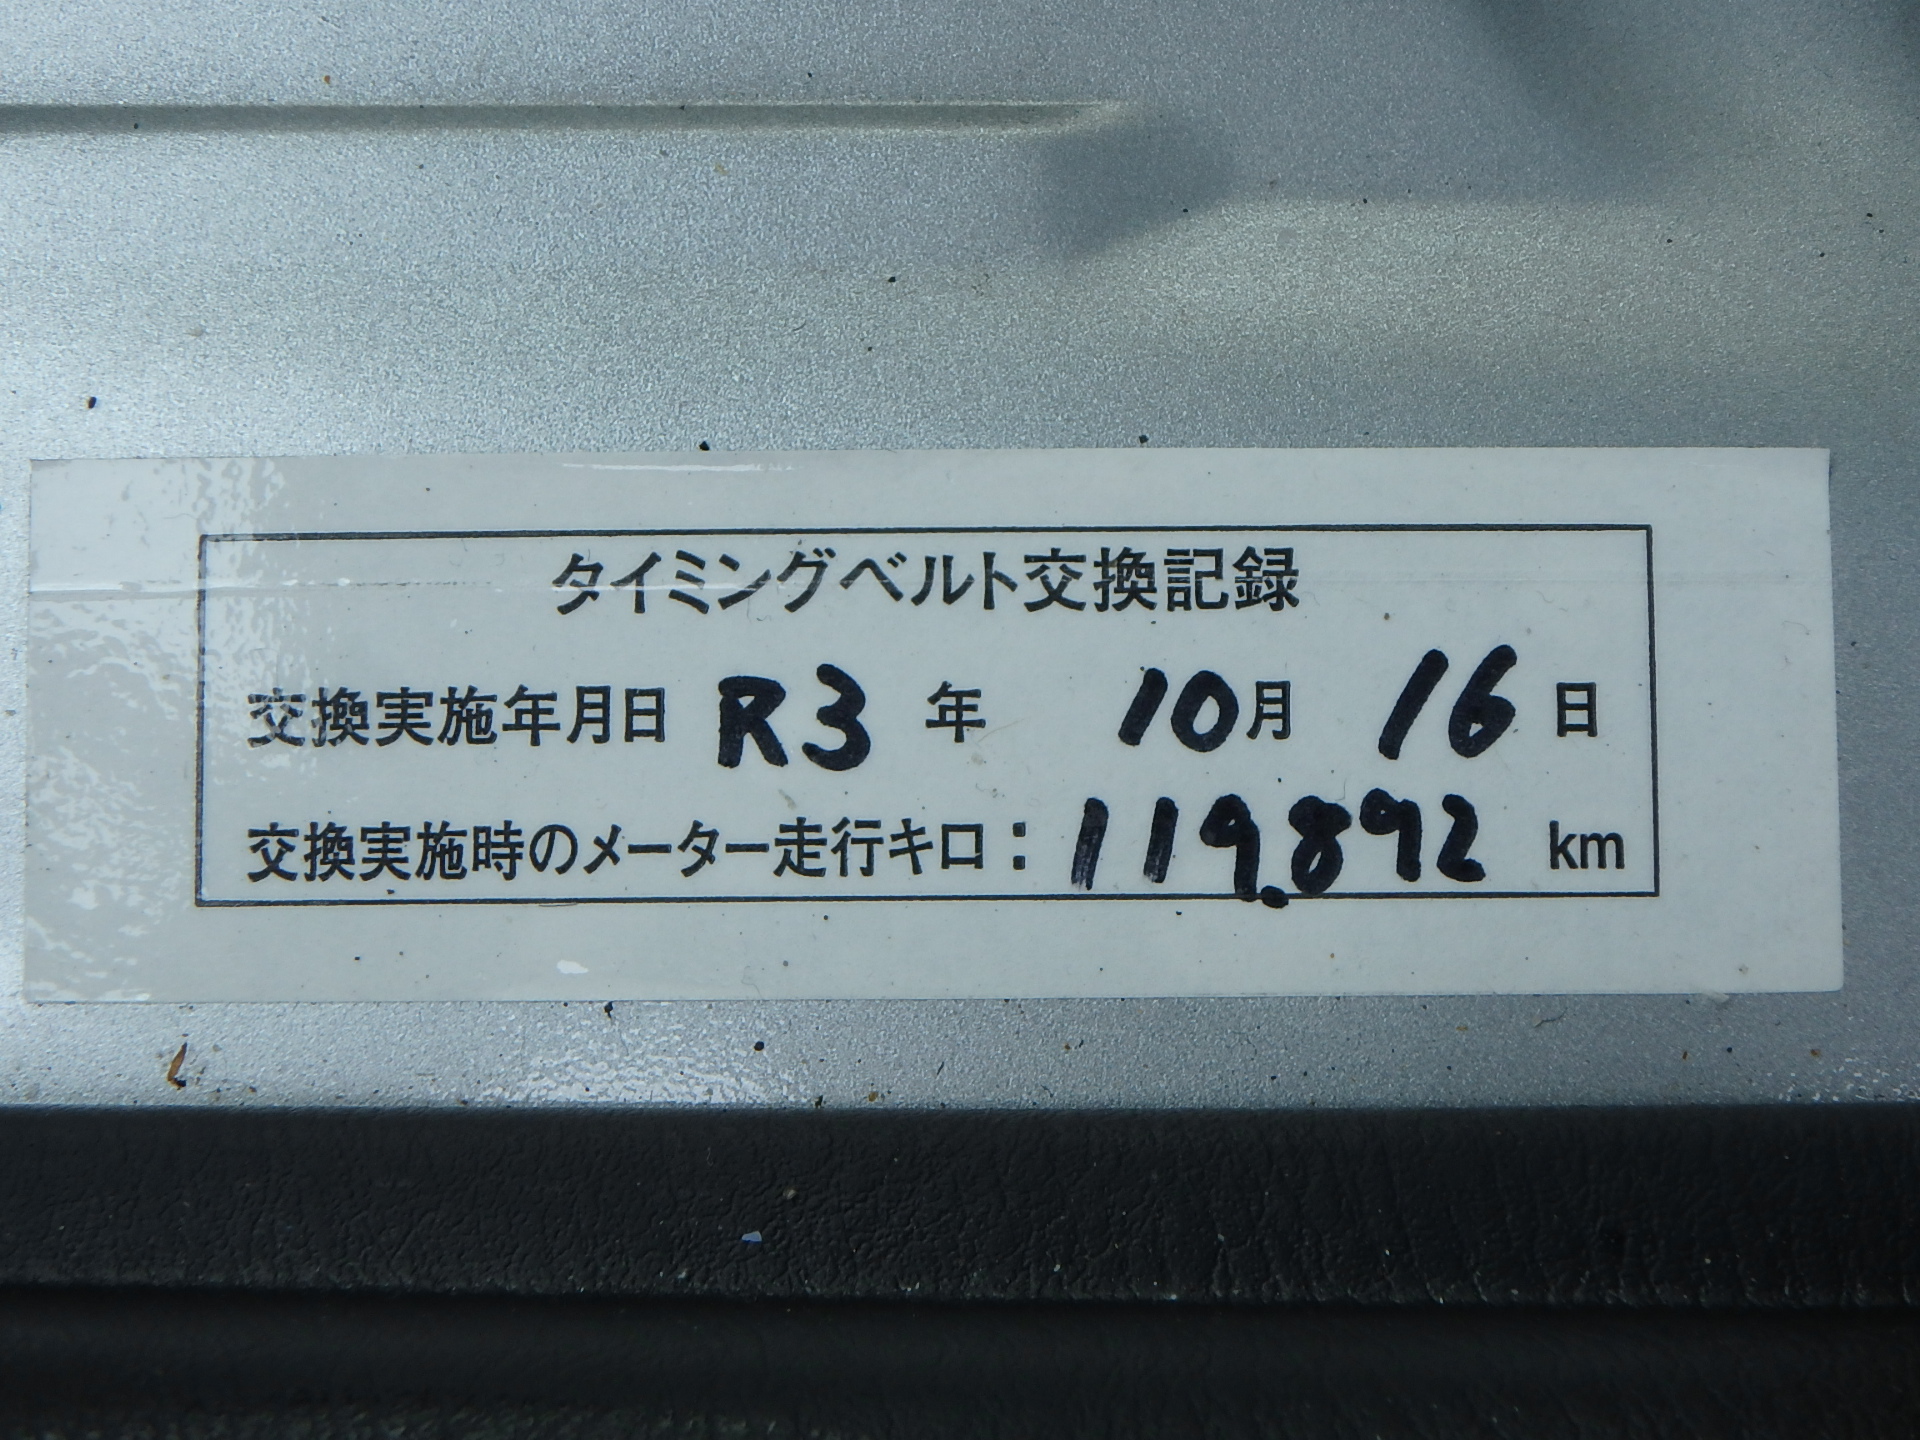 タイミングベルト交換記録
交換実施年月日 R3 年 10月 16 日
交換実施時のメーター走行キロ： 119.892 km